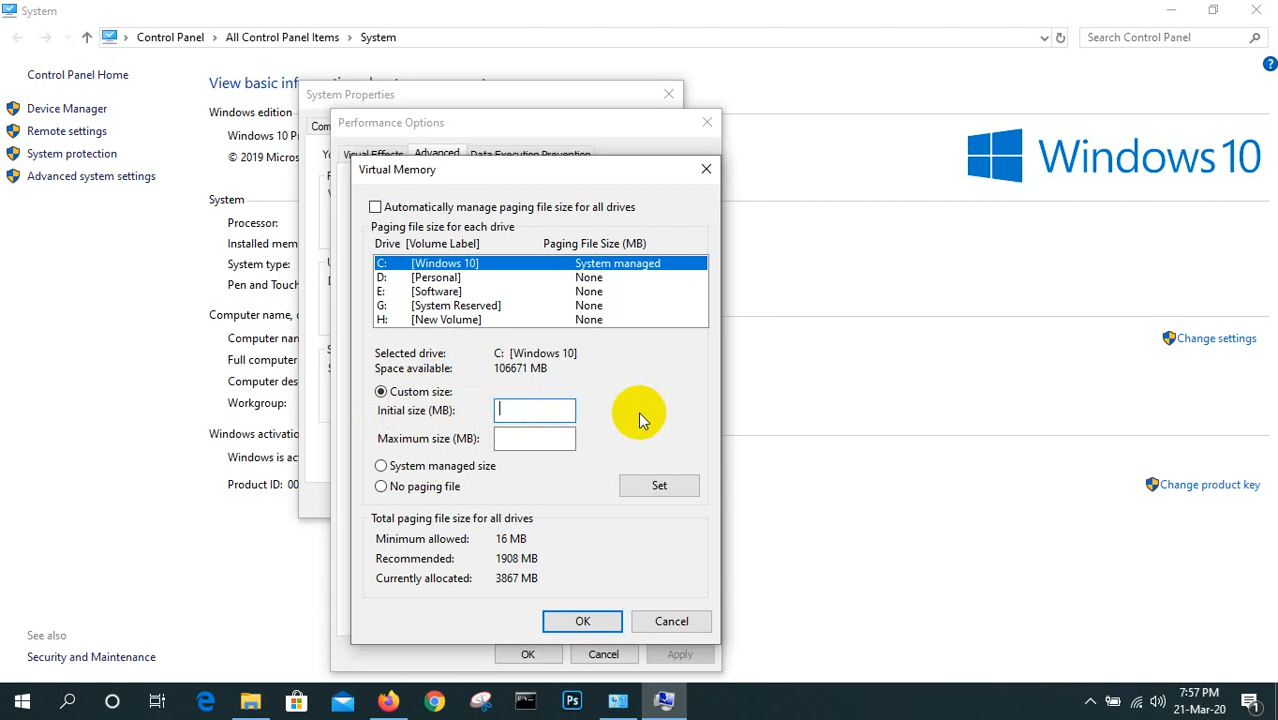 System
Control Panel
All Control Panel Items
System
Search Control Panel
Control Panel Home
Device Manager
Remote settings
System protection
Advanced system settings
View basic
Windows edition
Windows 10
© 2019
System
Processor:
Installed
System type:
Pen and
Computer name,
Computer
Full computer
Computer
Workgroup:
Windows
Windows is
Product ID: 00
Windows 10
Change settings
Change product key
See also
Security and Maintenance
System Properties
Performance Options
Visual Effects
Advanced
Data Execution Prevention
Virtual Memory
Automatically manage paging file size for all drives
Paging file size for each drive
Drive [Volume Label] Paging File Size (MB)
C: [Windows 10] System managed
D: [Personal] None
E: [Software] None
G: [System Reserved] None
H: [New Volume] None
Selected drive: C: [Windows 10]
Space available: 106671 MB
Custom size:
Initial size (MB):
Maximum size (MB):
System managed size
No paging file
Set
Total paging file size for all drives
Minimum allowed: 16 MB
Recommended: 1908 MB
Currently allocated: 3867 MB
OK Cancel
OK Cancel Apply
Ps
7:57 PM
21-Mar-20
1